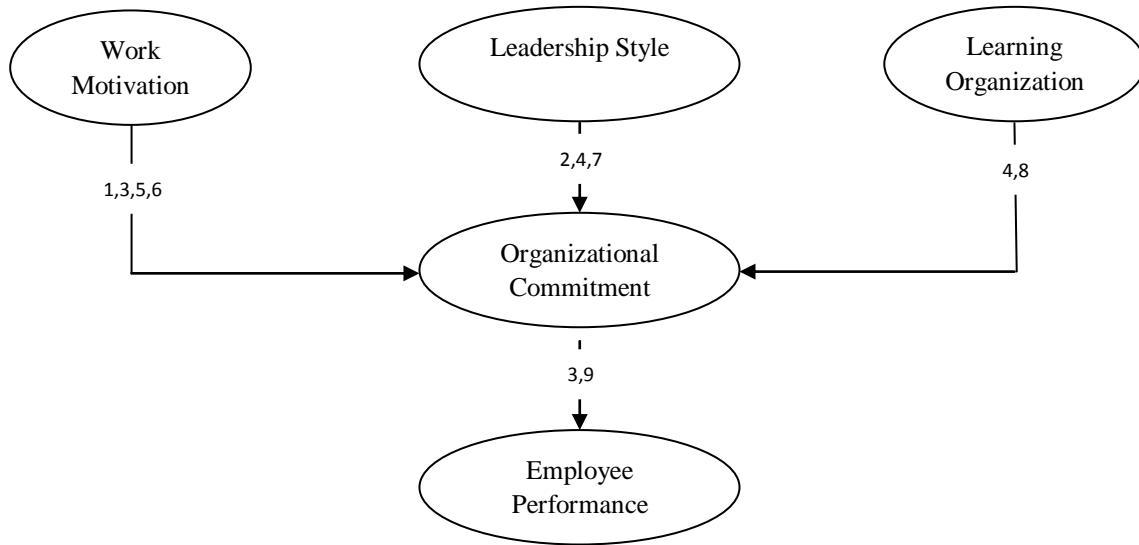 Work
Motivation
Leadership Style
Learning
Organization
1,3,5,6
2,4,7
4,8
Organizational
Commitment
3,9
Employee
Performance